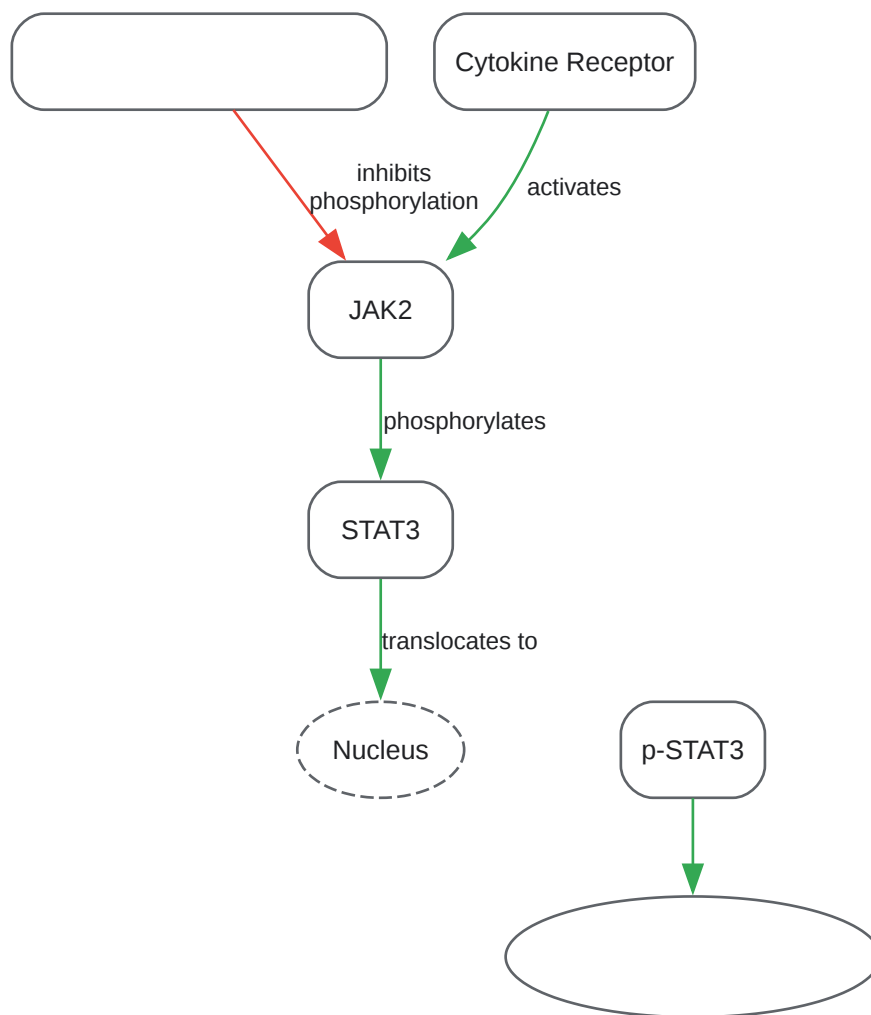 Cytokine Receptor
inhibits
phosphorylation
activates
JAK2
phosphorylates
STAT3
translocates to
Nucleus
p-STAT3